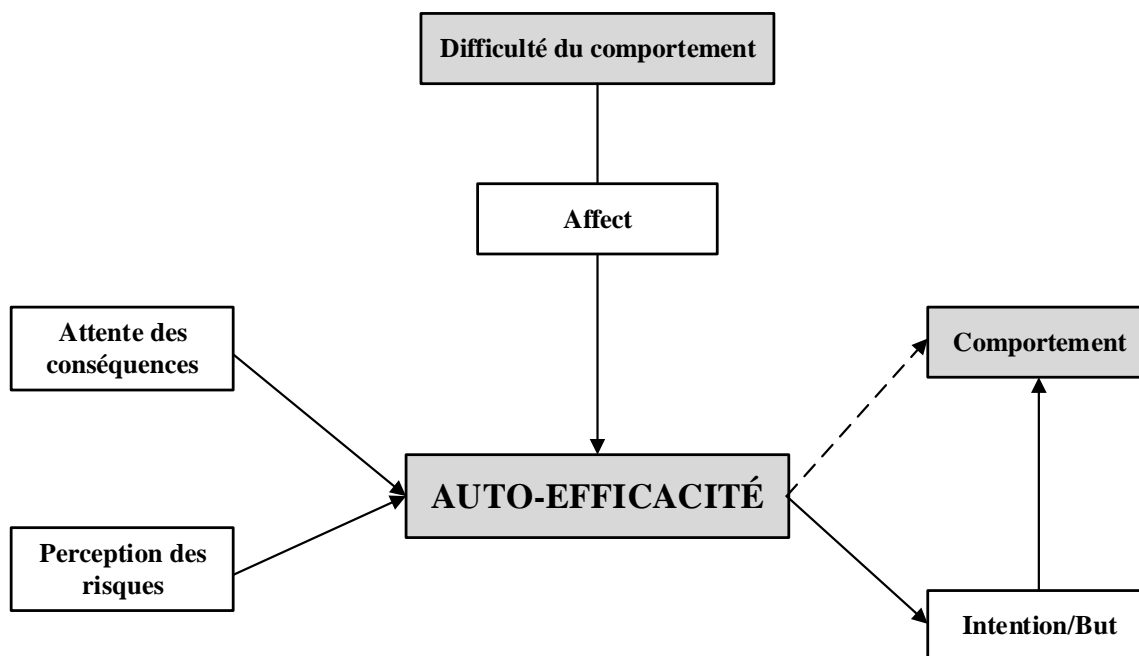 Difficulté du comportement
Affect
Attente des
conséquences
Comportement
AUTO-EFFICACITÉ
Perception des
risques
Intention/But